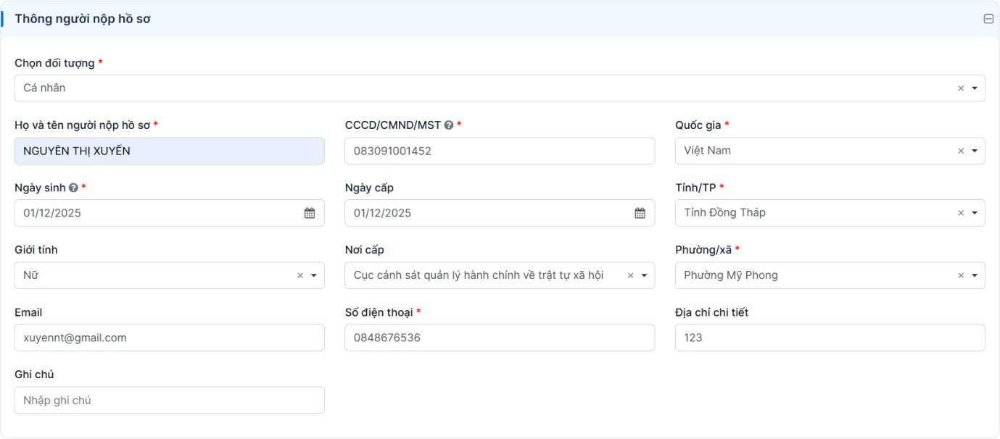 Thông người nộp hồ sơ
Chọn đối tượng *
Cá nhân
Họ và tên người nộp hồ sơ * CCCD/CMND/MST * Quốc gia *
NGUYÊN THỊ XUYẾN 083091001452 Việt Nam
Ngày sinh * Ngày cấp Tỉnh/TP *
01/12/2025 01/12/2025 Tỉnh Đồng Tháp
Giới tính Nơi cấp Phường/xã *
Nữ Cục cảnh sát quản lý hành chính về trật tự xã hội Phường Mỹ Phong
Email Số điện thoại * Địa chỉ chi tiết
xuyennt@gmail.com 0848676536 123
Ghi chú
Nhập ghi chú